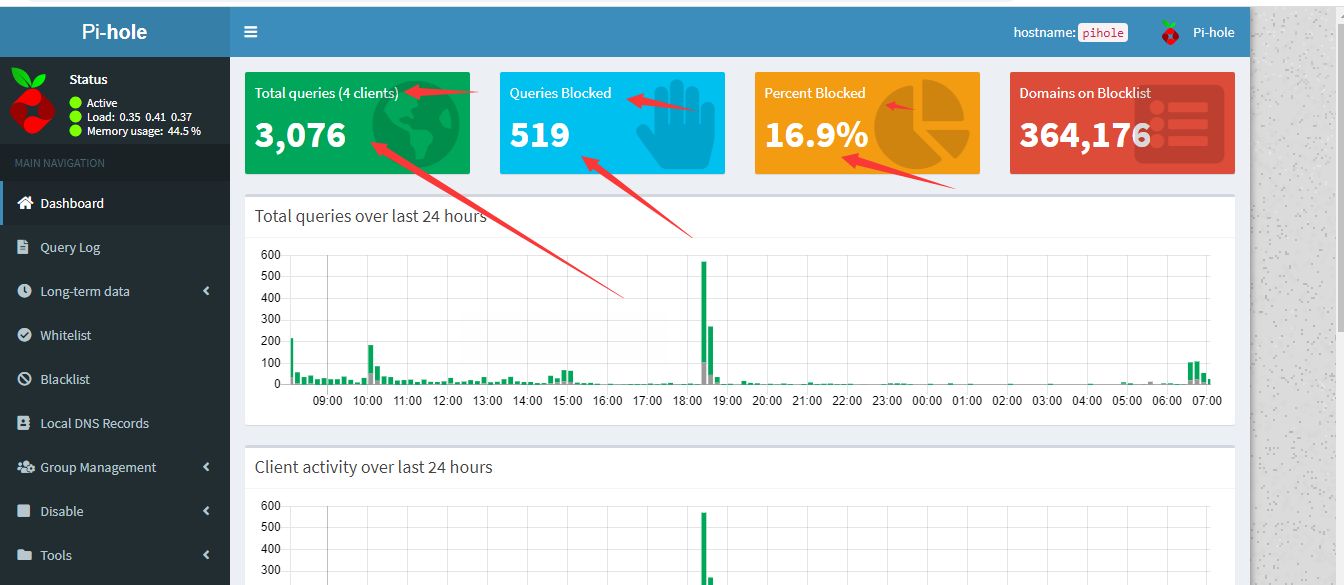 Pi-hole
hostname: pihole
Pi-hole
Status
Active
Load: 0.35 0.41 0.37
Memory usage: 44.5 %
MAIN NAVIGATION
Dashboard
Query Log
Long-term data
Whitelist
Blacklist
Local DNS Records
Group Management
Disable
Tools
Total queries (4 clients)
3,076
Queries Blocked
519
Percent Blocked
16.9%
Domains on Blocklist
364,176
Total queries over last 24 hours
600
500
400
300
200
100
0
09:00 10:00 11:00 12:00 13:00 14:00 15:00 16:00 17:00 18:00 19:00 20:00 21:00 22:00 23:00 00:00 01:00 02:00 03:00 04:00 05:00 06:00 07:00
Client activity over last 24 hours
600
500
400
300